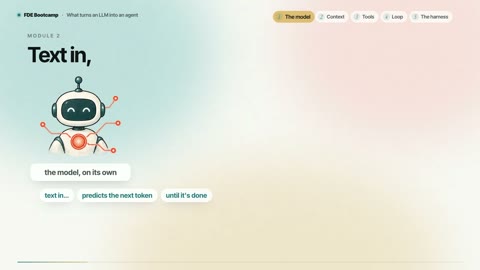 FDE Bootcamp · What turns an LLM into an agent
1 The model
2 Context
3 Tools
4 Loop
5 The harness
MODULE 2
Text in,
the model, on its own
text in...
predicts the next token
until it's done